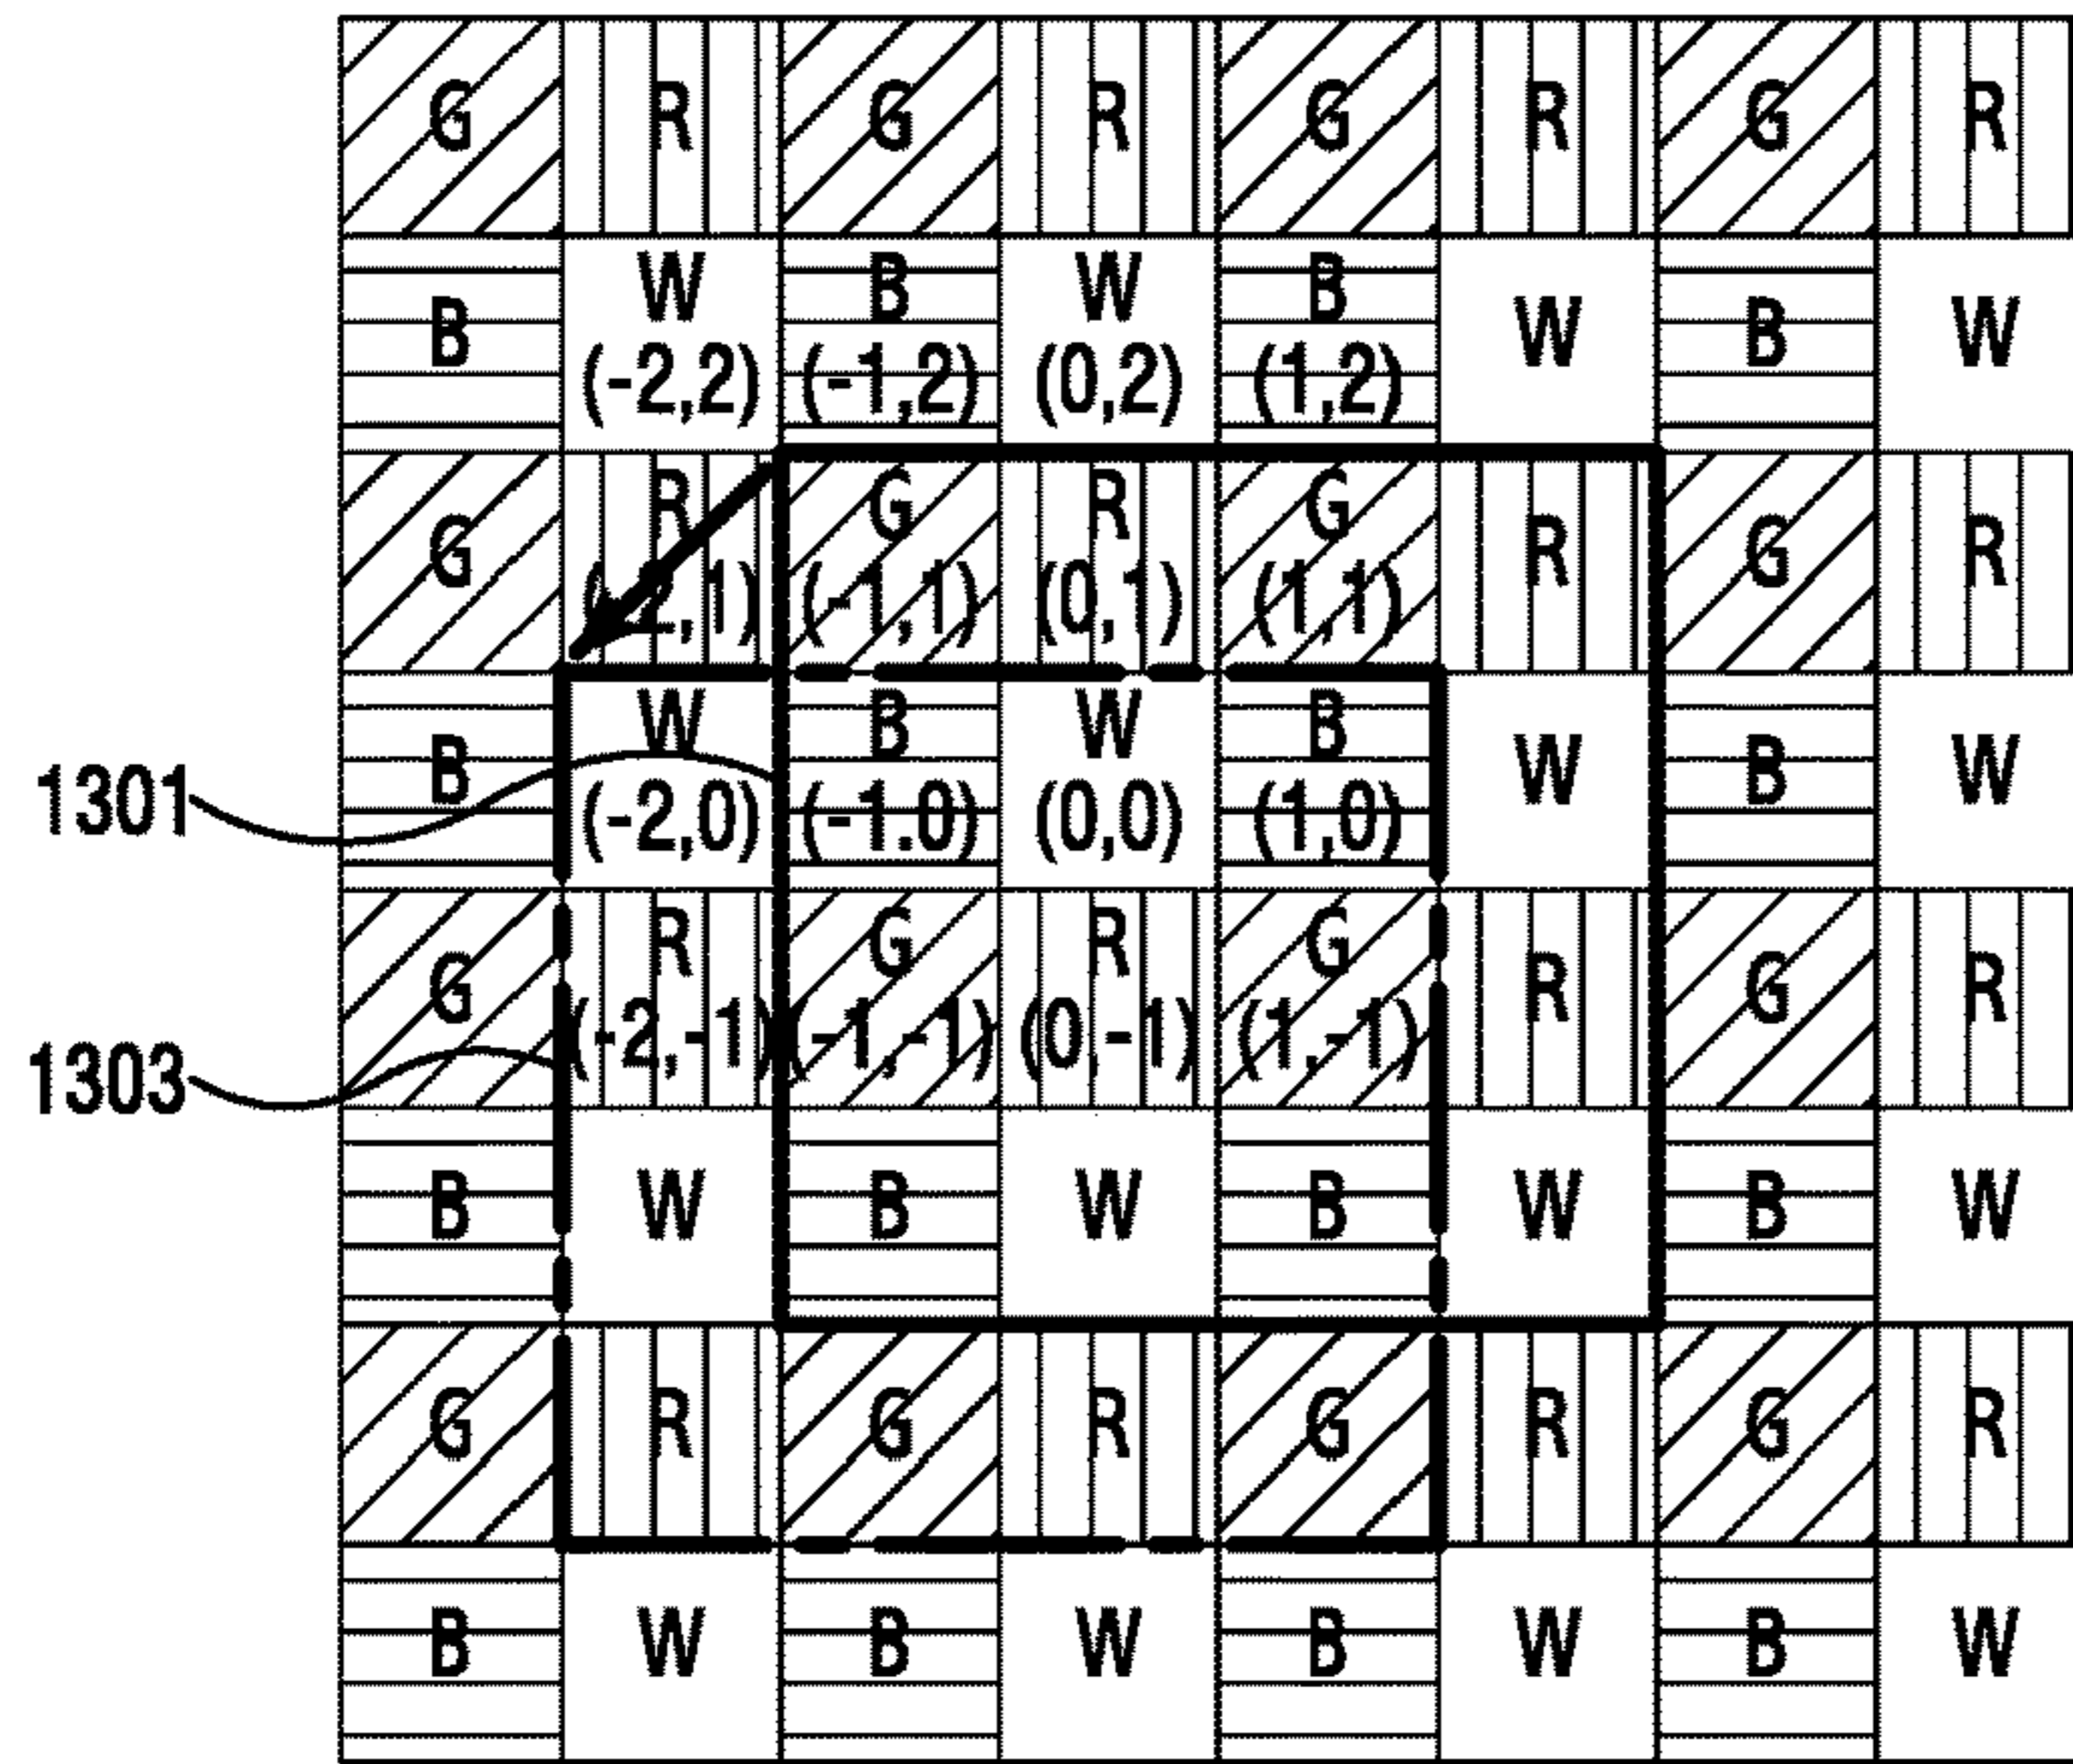 G R G R G R G R
B W B W B W B W
(-2,2) (-1,2) (0,2) (1,2)
G R G R G R G R
(-2,1) (-1,1) (0,1) (1,1)
B W B W B W B W
1301 (-2,0) (-1.0) (0,0) (1,0)
G R G R G R G R
1303 (-2,-1) (-1,-1) (0,-1) (1,-1)
B W B W B W B W
G R G R G R G R
B W B W B W B W